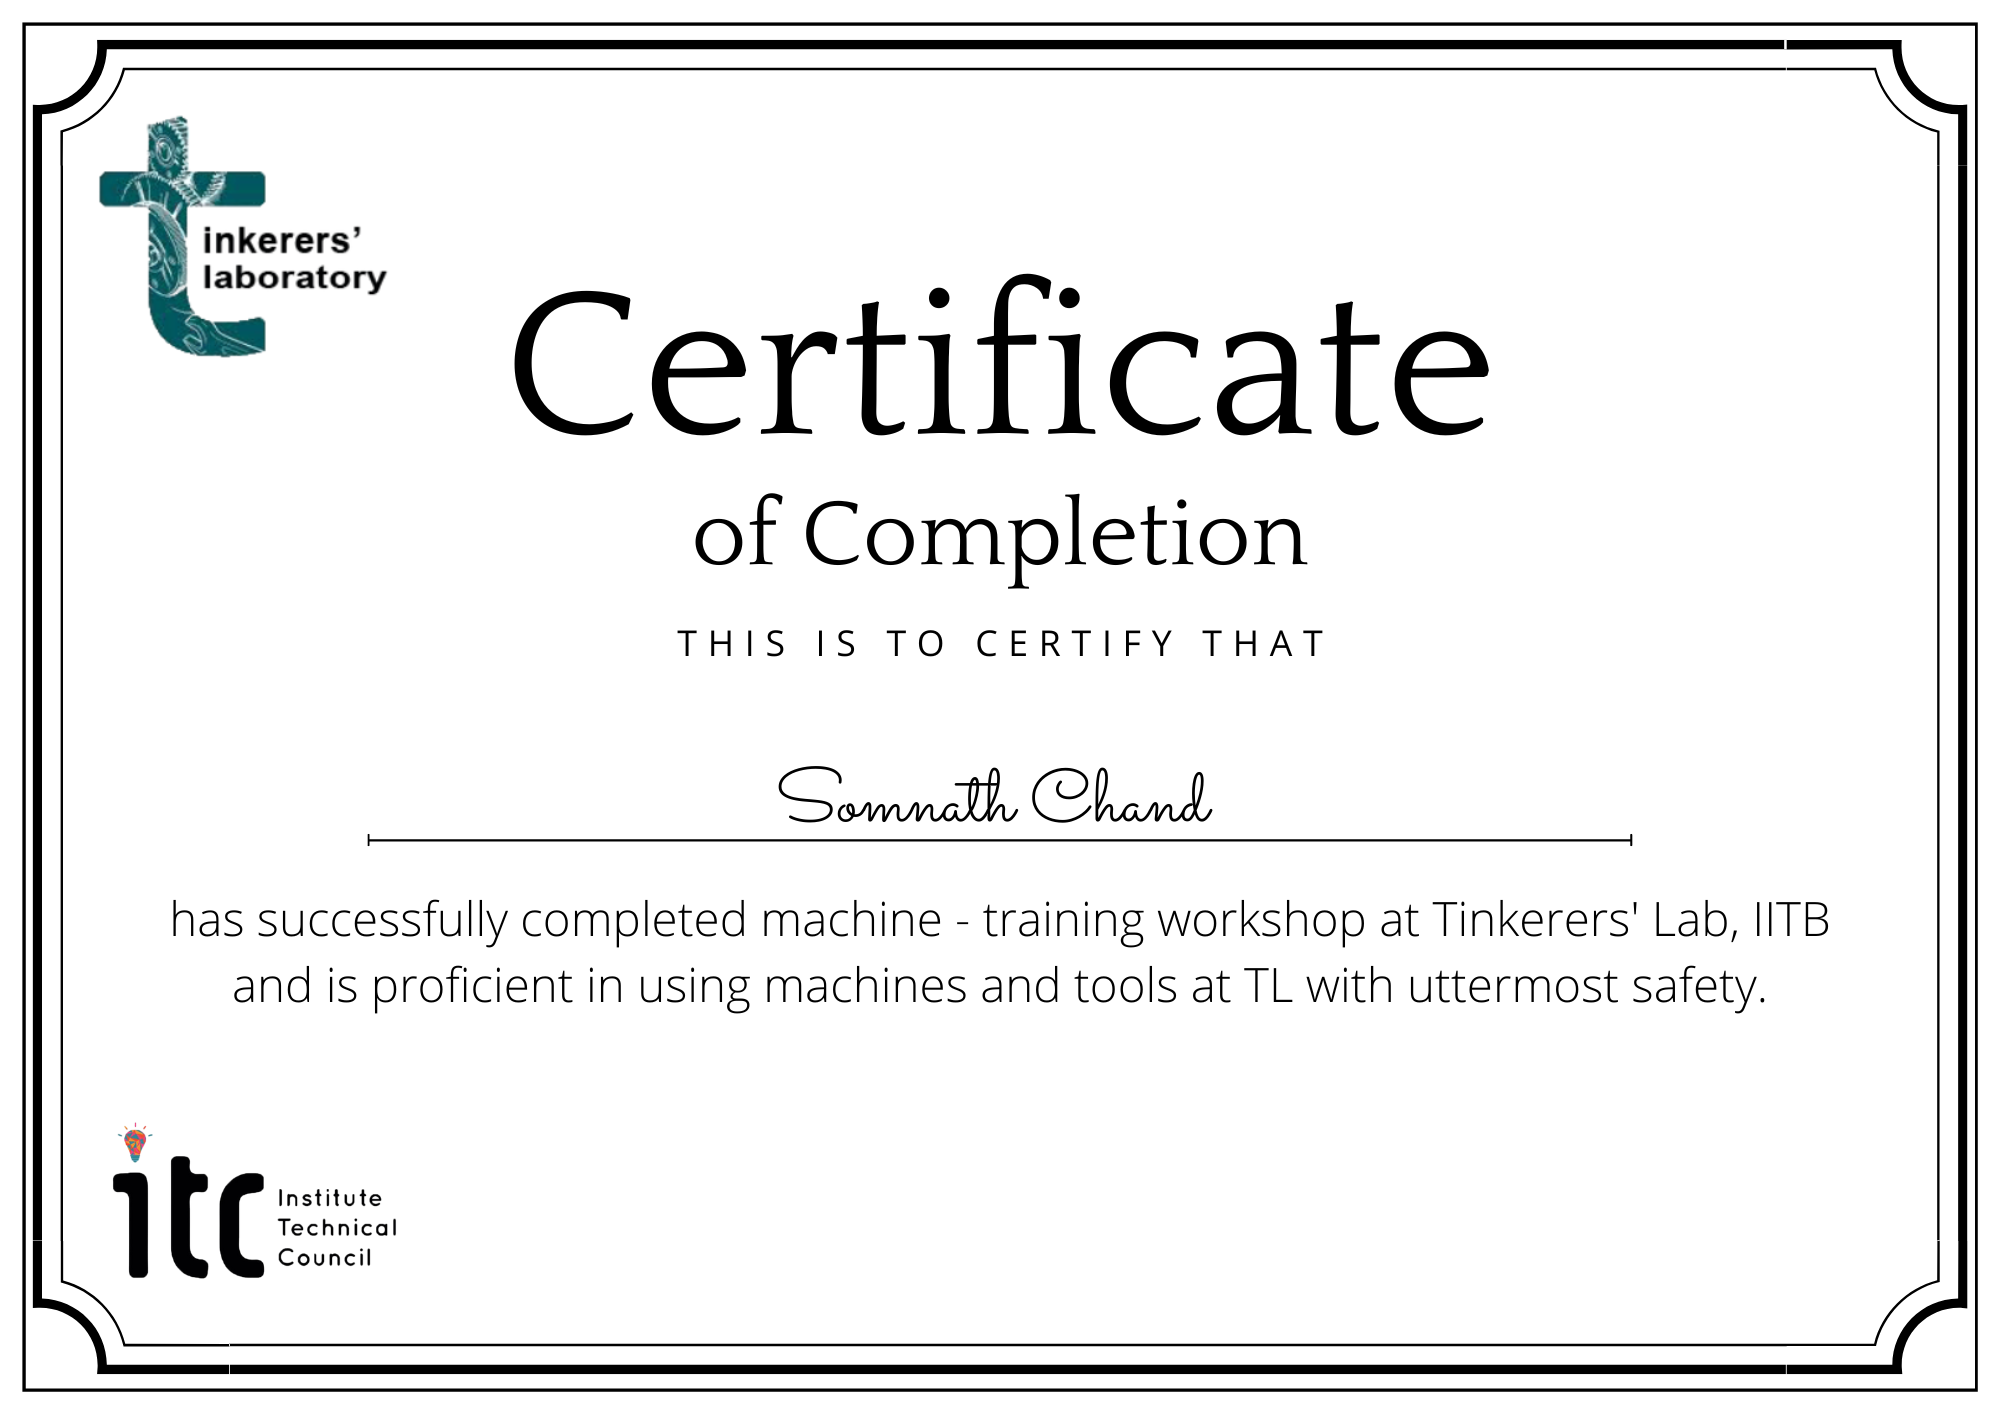 tinkerers’
laboratory
Certificate
of Completion
THIS IS TO CERTIFY THAT
Somnath Chand
has successfully completed machine - training workshop at Tinkerers' Lab, IITB
and is proficient in using machines and tools at TL with uttermost safety.
itc
Institute
Technical
Council